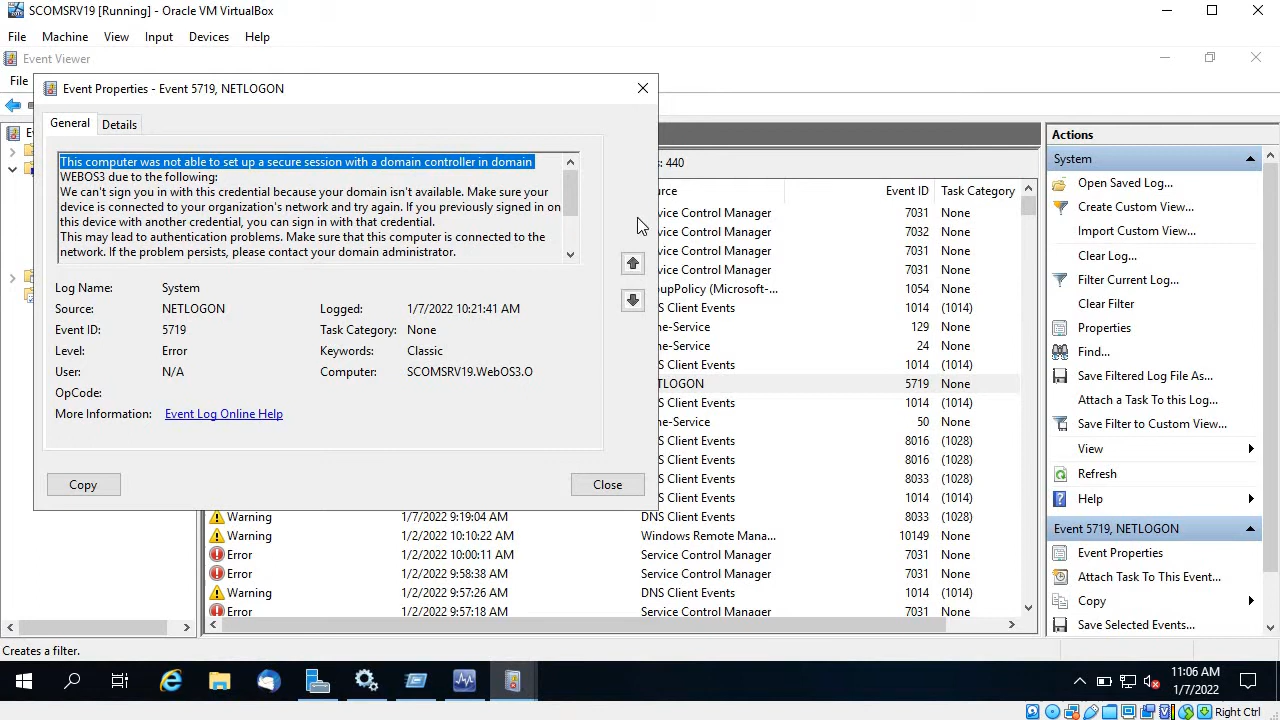 SCOMSRV19 [Running] - Oracle VM VirtualBox
File Machine View Input Devices Help
Event Viewer
File
Event Properties - Event 5719, NETLOGON
General Details
This computer was not able to set up a secure session with a domain controller in domain
WEBOS3 due to the following:
We can't sign you in with this credential because your domain isn't available. Make sure your
device is connected to your organization's network and try again. If you previously signed in on
this device with another credential, you can sign in with that credential.
This may lead to authentication problems. Make sure that this computer is connected to the
network. If the problem persists, please contact your domain administrator.
Log Name: System
Source: NETLOGON Logged: 1/7/2022 10:21:41 AM
Event ID: 5719 Task Category: None
Level: Error Keywords: Classic
User: N/A Computer: SCOMSRV19.WebOS3.O
OpCode:
More Information: Event Log Online Help
Copy Close
: 440
Event ID Task Category
vice Control Manager 7031 None
vice Control Manager 7032 None
vice Control Manager 7031 None
vice Control Manager 7031 None
upPolicy (Microsoft-... 1054 None
S Client Events 1014 (1014)
ne-Service 129 None
ne-Service 24 None
S Client Events 1014 (1014)
TLOGON 5719 None
S Client Events 1014 (1014)
ne-Service 50 None
S Client Events 8016 (1028)
S Client Events 8016 (1028)
S Client Events 8033 (1028)
S Client Events 1014 (1014)
Warning 1/7/2022 9:19:04 AM DNS Client Events 8033 (1028)
Warning 1/2/2022 10:10:22 AM Windows Remote Mana... 10149 None
Error 1/2/2022 10:00:11 AM Service Control Manager 7031 None
Error 1/2/2022 9:58:38 AM Service Control Manager 7031 None
Warning 1/2/2022 9:57:26 AM DNS Client Events 1014 (1014)
Error 1/2/2022 9:57:18 AM Service Control Manager 7031 None
Actions
System
Open Saved Log...
Create Custom View...
Import Custom View...
Clear Log...
Filter Current Log...
Clear Filter
Properties
Find...
Save Filtered Log File As...
Attach a Task To this Log...
Save Filter to Custom View...
View
Refresh
Help
Event 5719, NETLOGON
Event Properties
Attach Task To This Event...
Copy
Save Selected Events...
Creates a filter.
11:06 AM
1/7/2022
Right Ctrl